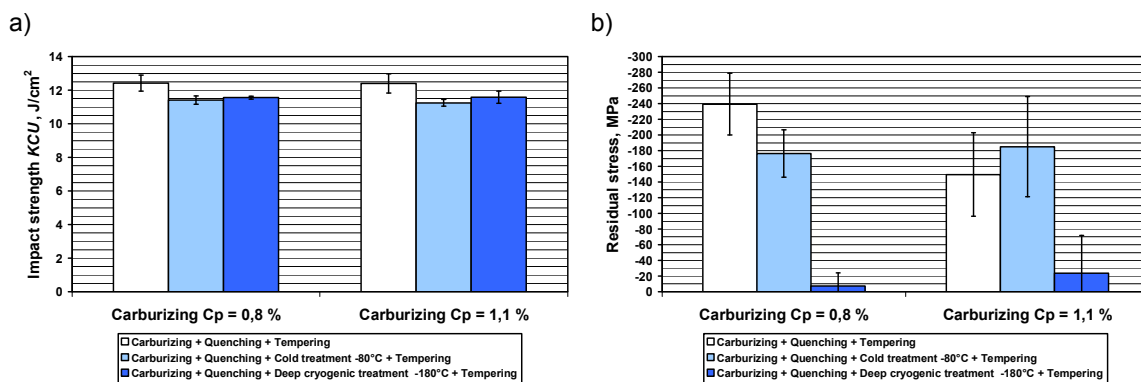 a)
Impact strength KCU, J/cm²
14
12
10
8
6
4
2
0
Carburizing Cp = 0,8 %
Carburizing Cp = 1,1 %
Carburizing + Quenching + Tempering
Carburizing + Quenching + Cold treatment -80°C + Tempering
Carburizing + Quenching + Deep cryogenic treatment -180°C + Tempering
b)
Residual stress, MPa
-300
-280
-260
-240
-220
-200
-180
-160
-140
-120
-100
-80
-60
-40
-20
0
Carburizing Cp = 0,8 %
Carburizing Cp = 1,1 %
Carburizing + Quenching + Tempering
Carburizing + Quenching + Cold treatment -80°C + Tempering
Carburizing + Quenching + Deep cryogenic treatment -180°C + Tempering